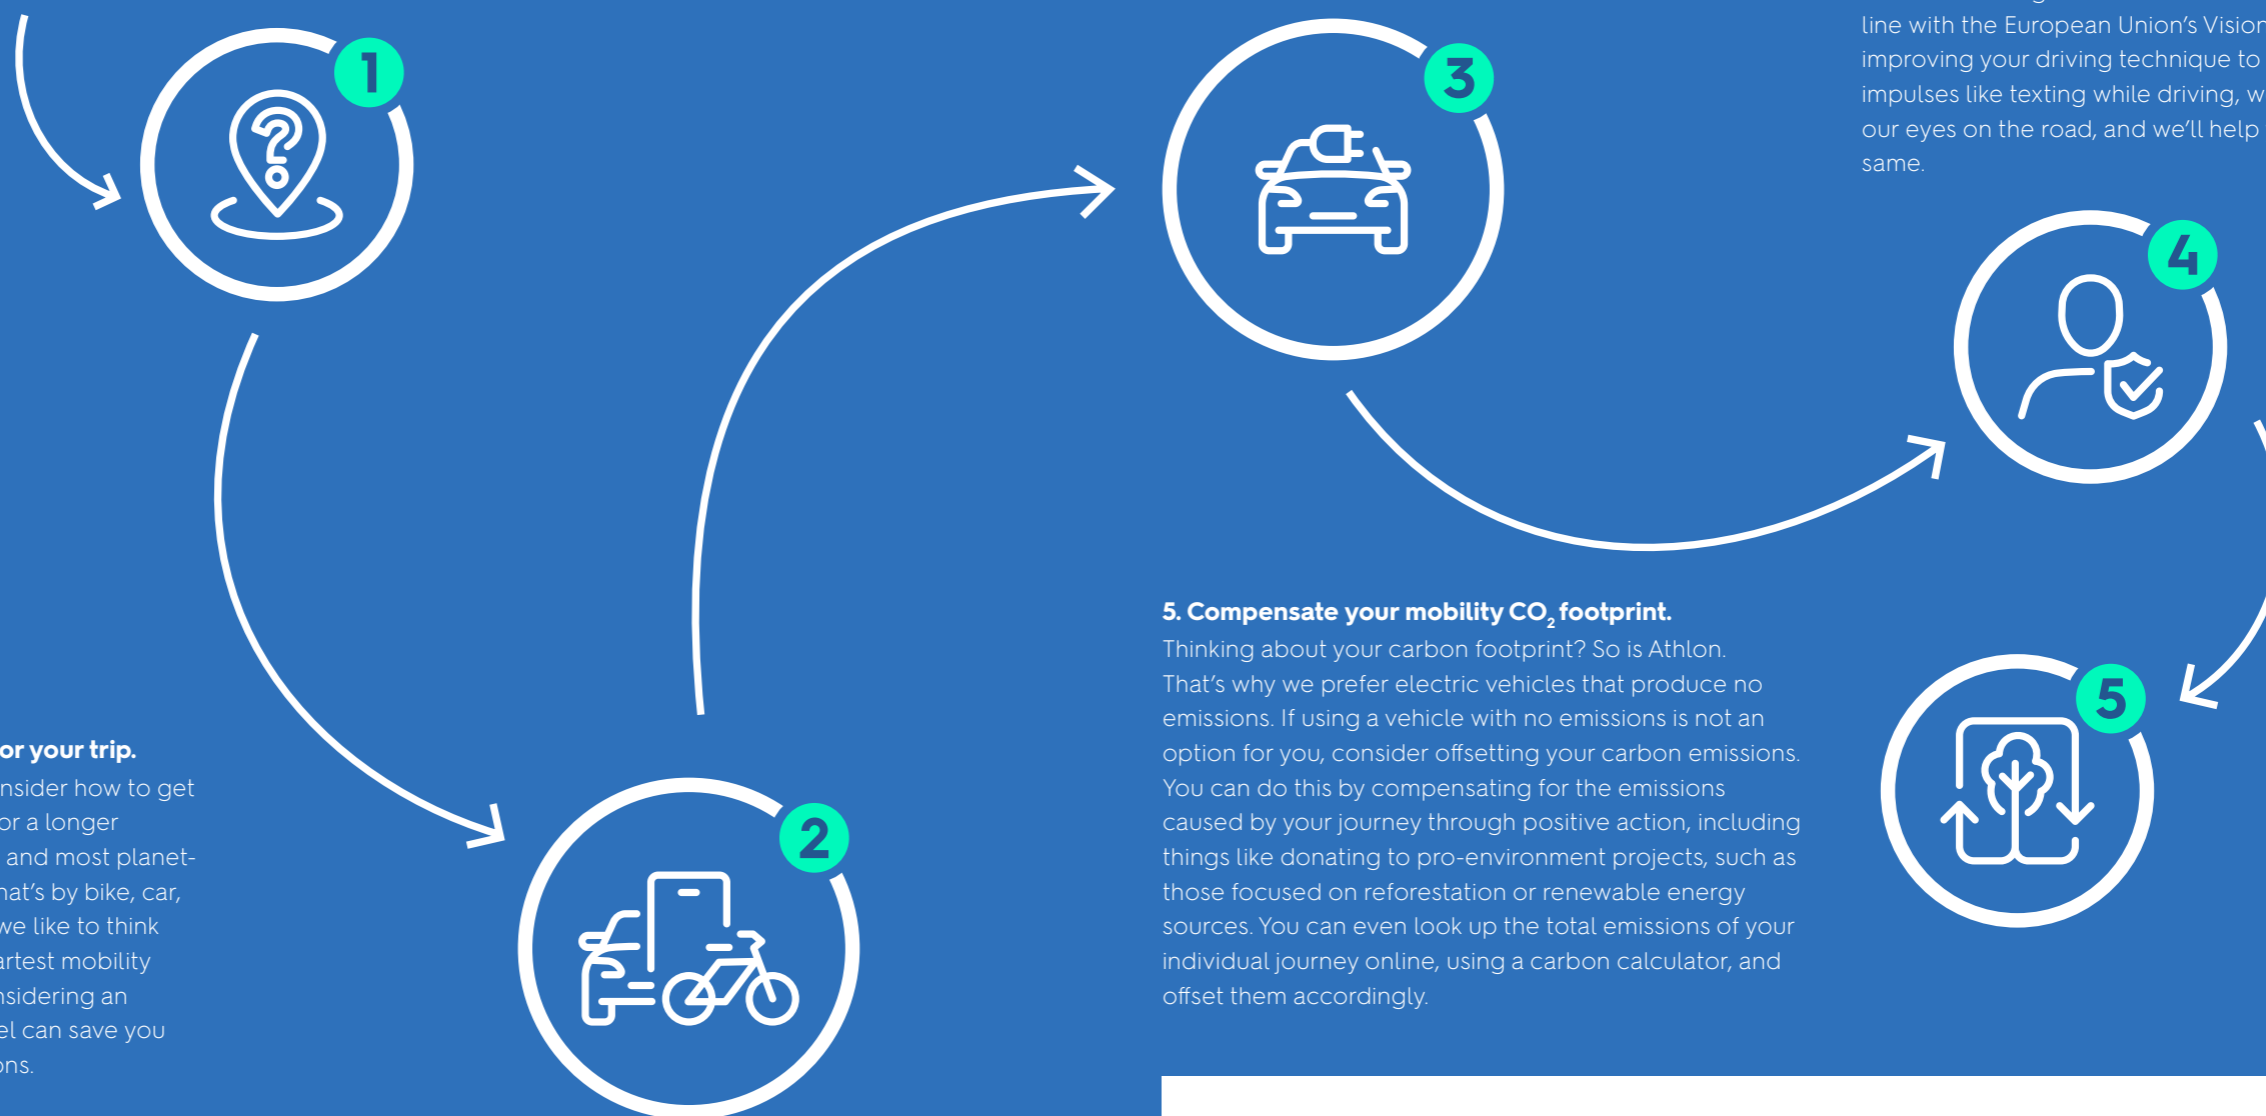 1
3
line with the European Union’s Vision
improving your driving technique to
impulses like texting while driving, w
our eyes on the road, and we’ll help
same.
4
5. Compensate your mobility CO₂ footprint.
Thinking about your carbon footprint? So is Athlon.
That’s why we prefer electric vehicles that produce no
emissions. If using a vehicle with no emissions is not an
option for you, consider offsetting your carbon emissions.
You can do this by compensating for the emissions
caused by your journey through positive action, including
things like donating to pro-environment projects, such as
those focused on reforestation or renewable energy
sources. You can even look up the total emissions of your
individual journey online, using a carbon calculator, and
offset them accordingly.
5
or your trip.
nsider how to get
or a longer
and most planet-
hat’s by bike, car,
we like to think
artest mobility
nsidering an
el can save you
ons.
2